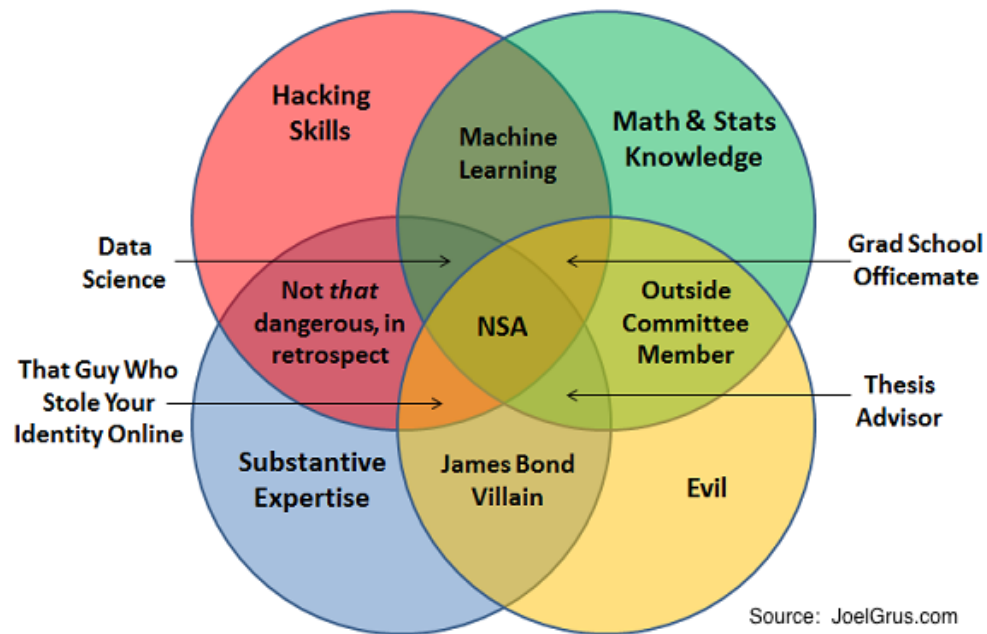 Hacking
Skills
Math & Stats
Knowledge
Machine
Learning
Data
Science
Grad School
Officemate
Not that
dangerous, in
retrospect
NSA
Outside
Committee
Member
That Guy Who
Stole Your
Identity Online
Thesis
Advisor
Substantive
Expertise
James Bond
Villain
Evil
Source: JoelGrus.com